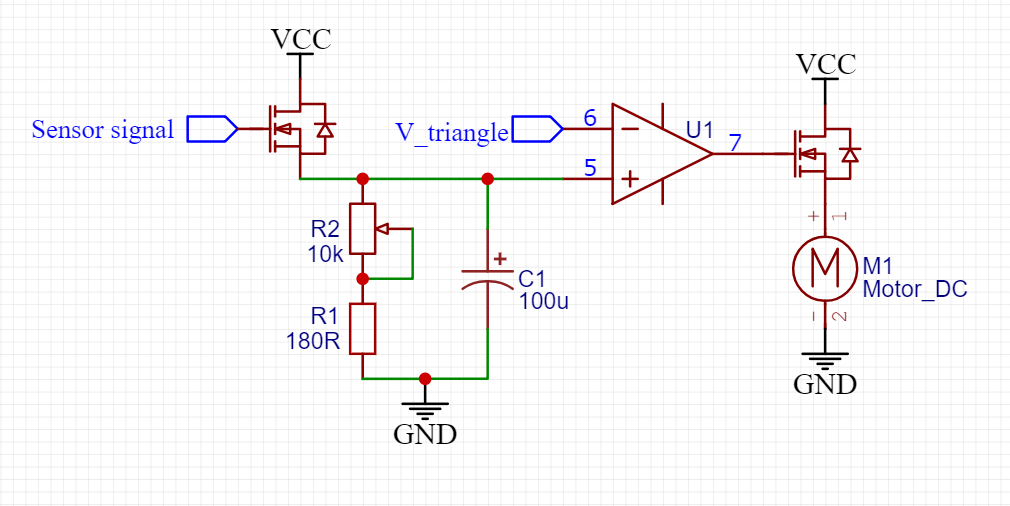 VCC
Sensor signal
V_triangle
6
5
7
U1
VCC
R2
10k
R1
180R
+
C1
100u
GND
+ 1
M
M1
Motor_DC
- 2
GND